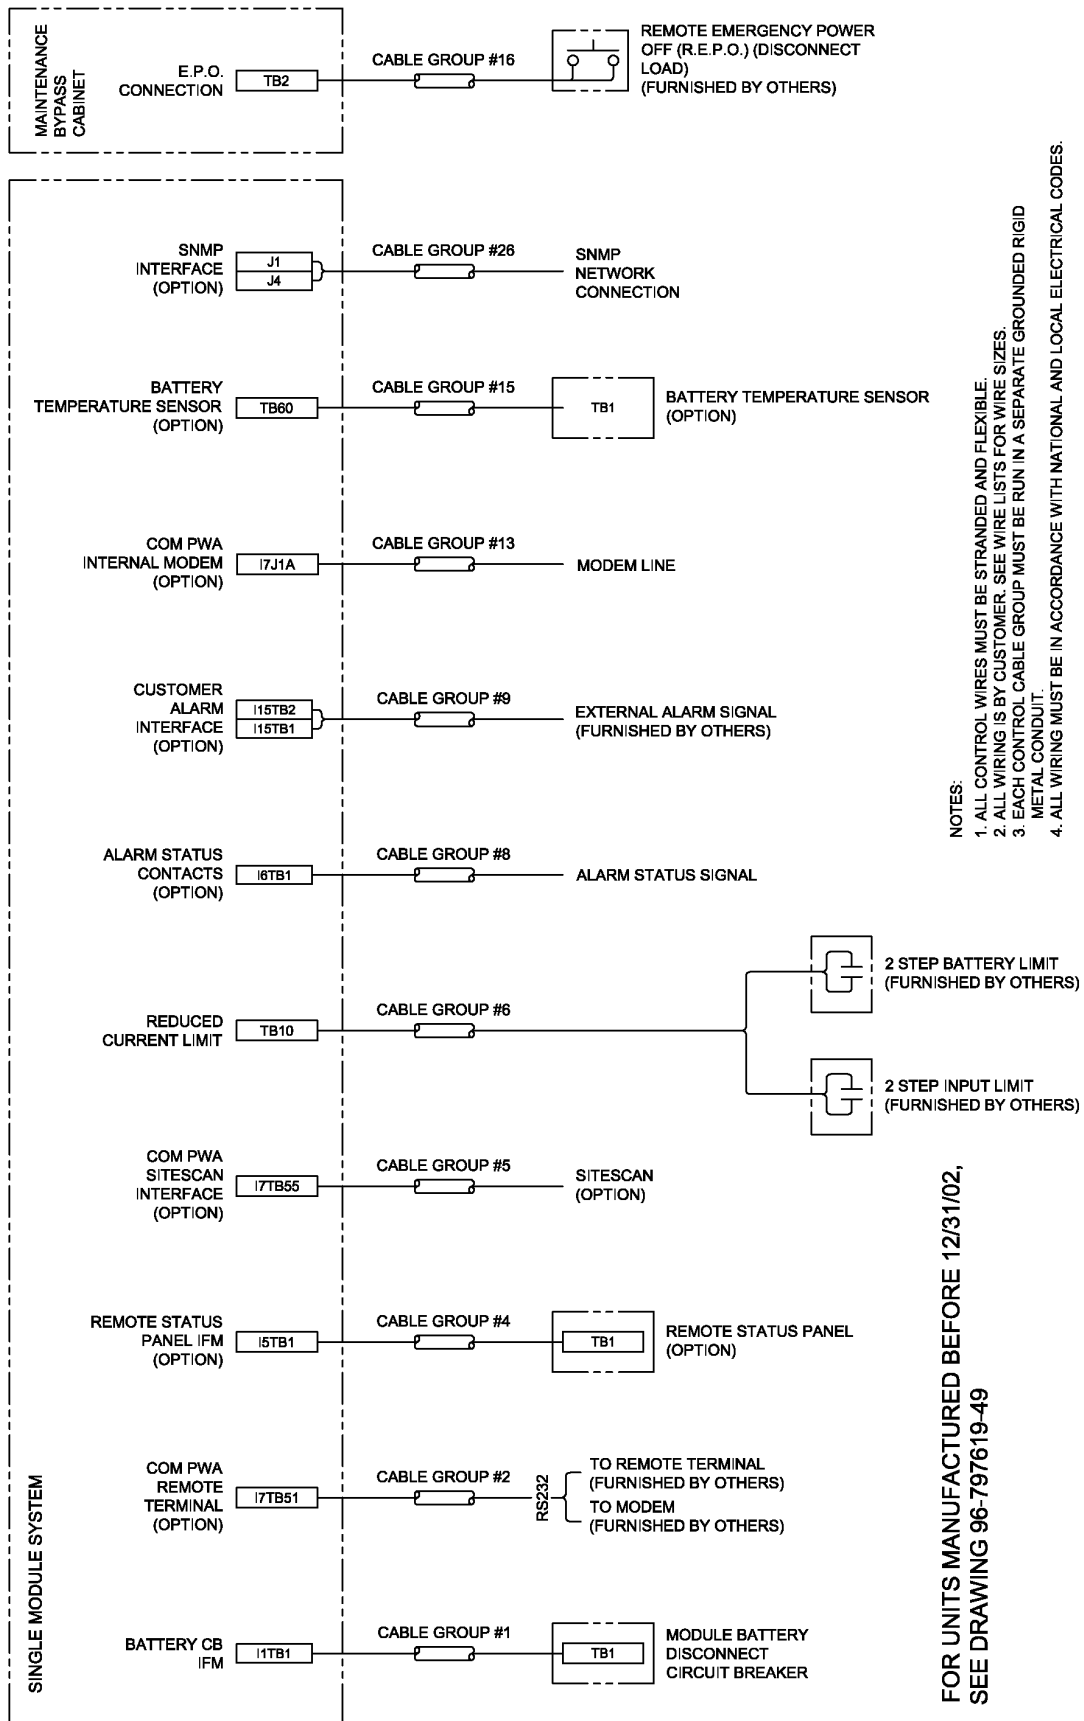 MAINTENANCE
BYPASS
CABINET
E.P.O.
CONNECTION
TB2
CABLE GROUP #16
REMOTE EMERGENCY POWER
OFF (R.E.P.O.) (DISCONNECT
LOAD)
(FURNISHED BY OTHERS)
SINGLE MODULE SYSTEM
SNMP
INTERFACE
(OPTION)
J1
J4
CABLE GROUP #26
SNMP
NETWORK
CONNECTION
BATTERY
TEMPERATURE SENSOR
(OPTION)
TB60
CABLE GROUP #15
TB1
BATTERY TEMPERATURE SENSOR
(OPTION)
COM PWA
INTERNAL MODEM
(OPTION)
I7J1A
CABLE GROUP #13
MODEM LINE
CUSTOMER
ALARM
INTERFACE
(OPTION)
I15TB2
I15TB1
CABLE GROUP #9
EXTERNAL ALARM SIGNAL
(FURNISHED BY OTHERS)
ALARM STATUS
CONTACTS
(OPTION)
I6TB1
CABLE GROUP #8
ALARM STATUS SIGNAL
REDUCED
CURRENT LIMIT
TB10
CABLE GROUP #6
2 STEP BATTERY LIMIT
(FURNISHED BY OTHERS)
2 STEP INPUT LIMIT
(FURNISHED BY OTHERS)
COM PWA
SITESCAN
INTERFACE
(OPTION)
I7TB55
CABLE GROUP #5
SITESCAN
(OPTION)
REMOTE STATUS
PANEL IFM
(OPTION)
I5TB1
CABLE GROUP #4
TB1
REMOTE STATUS PANEL
(OPTION)
COM PWA
REMOTE
TERMINAL
(OPTION)
I7TB51
CABLE GROUP #2
RS232
TO REMOTE TERMINAL
(FURNISHED BY OTHERS)
TO MODEM
(FURNISHED BY OTHERS)
BATTERY CB
IFM
I1TB1
CABLE GROUP #1
TB1
MODULE BATTERY
DISCONNECT
CIRCUIT BREAKER
NOTES:
1. ALL CONTROL WIRES MUST BE STRANDED AND FLEXIBLE.
2. ALL WIRING IS BY CUSTOMER. SEE WIRE LISTS FOR WIRE SIZES.
3. EACH CONTROL CABLE GROUP MUST BE RUN IN A SEPARATE GROUNDED RIGID
METAL CONDUIT.
4. ALL WIRING MUST BE IN ACCORDANCE WITH NATIONAL AND LOCAL ELECTRICAL CODES.
FOR UNITS MANUFACTURED BEFORE 12/31/02,
SEE DRAWING 96-797619-49